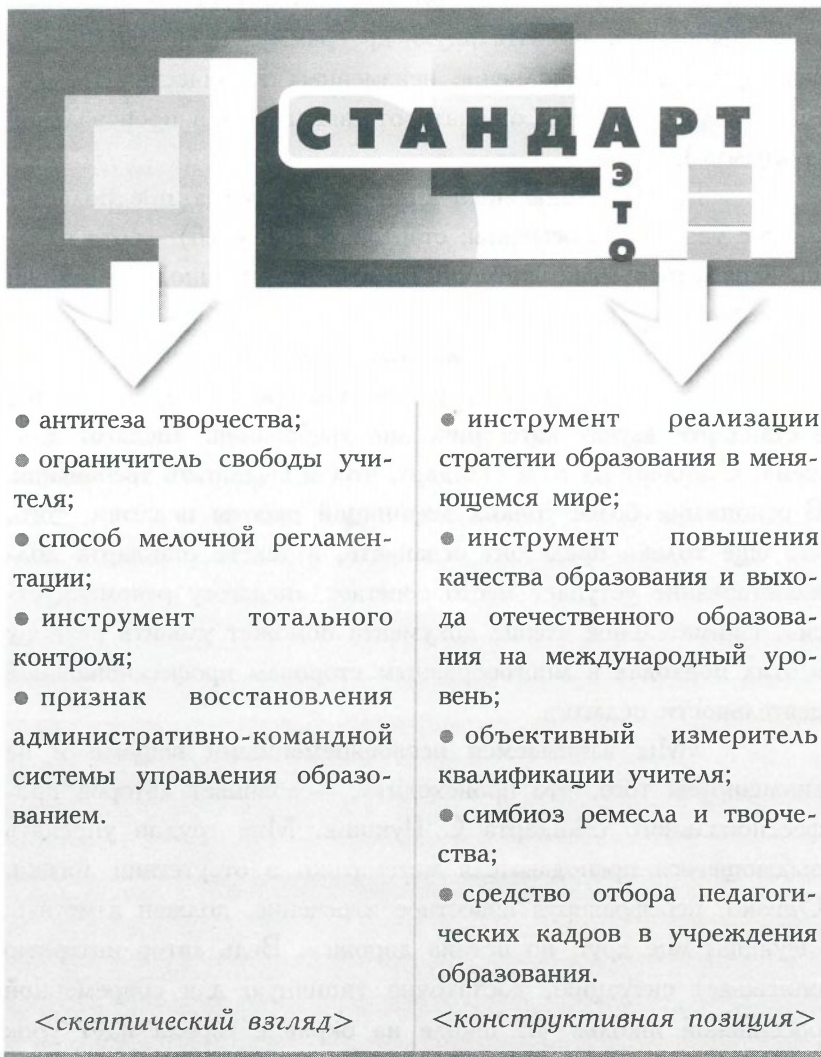 СТАНДАРТ
ЭТО
● антитеза творчества;
● ограничитель свободы учи-
теля;
● способ мелочной регламен-
тации;
● инструмент тотального
контроля;
● признак восстановления
административно-командной
системы управления образо-
ванием.
<скептический взгляд>
● инструмент реализации
стратегии образования в меня-
ющемся мире;
● инструмент повышения
качества образования и выхо-
да отечественного образова-
ния на международный уро-
вень;
● объективный измеритель
квалификации учителя;
● симбиоз ремесла и творче-
ства;
● средство отбора педагоги-
ческих кадров в учреждения
образования.
<конструктивная позиция>